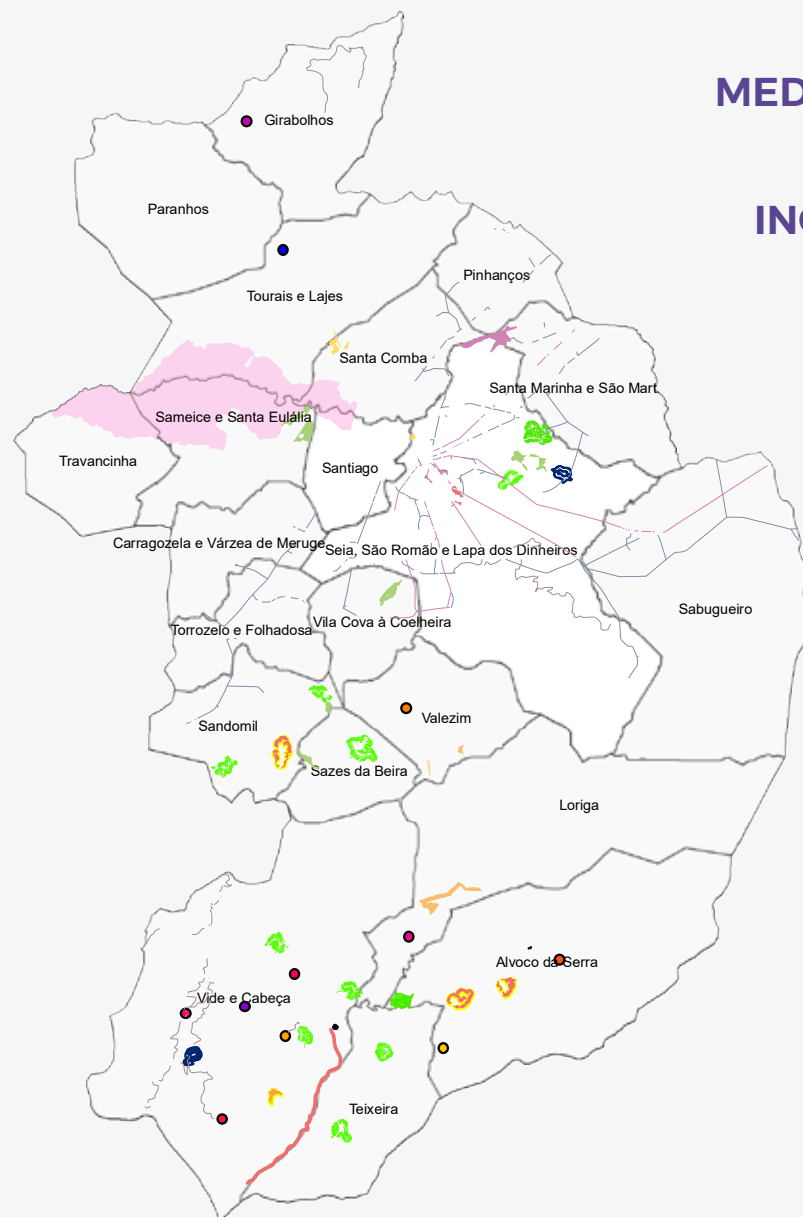 MED
Girabolhos
Paranhos
INC
Pinhanços
Tourais e Lajes
Santa Comba
Santa Marinha e São Mart
Sameice e Santa Eulália
Travancinha
Santiago
Carragozela e Várzea de Meruge
Seia, São Romão e Lapa dos Dinheiros
Sabugueiro
Vila Cova à Coelheira
Torrozelo e Folhadosa
Valezim
Sandomil
Sazes da Beira
Loriga
Alvoco da Serra
Vide e Cabeça
Teixeira